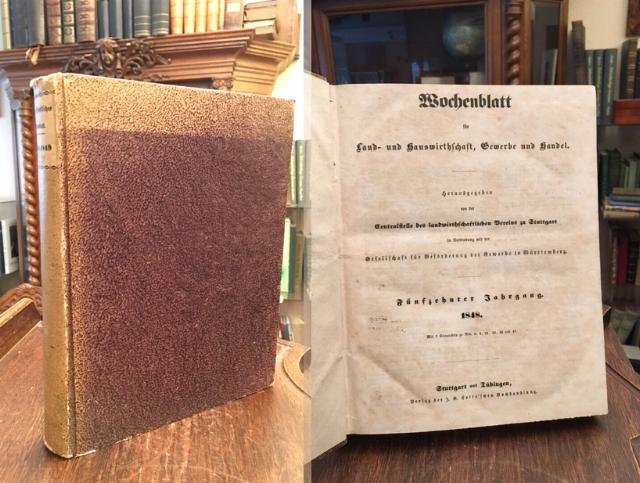 1849
Wochenblatt
für
Land- und Hauswirthschaft, Gewerbe und Handel.
Herausgegeben
von der
Centralstelle des landwirthschaftlichen Vereins zu Stuttgart
in Verbindung mit der
Gesellschaft für Beförderung der Gewerbe in Württemberg.
Fünfzehnter Jahrgang.
1848.
Stuttgart und Tübingen,
Verlag der J. G. Cotta'schen Buchhandlung.